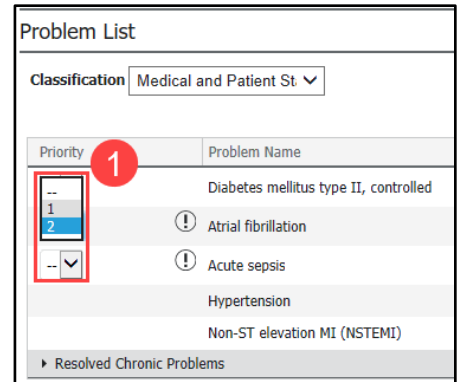 Problem List
Classification Medical and Patient St
Priority 1 Problem Name
-- Diabetes mellitus type II, controlled
1
2 ! Atrial fibrillation
-- ! Acute sepsis
Hypertension
Non-ST elevation MI (NSTEMI)
Resolved Chronic Problems